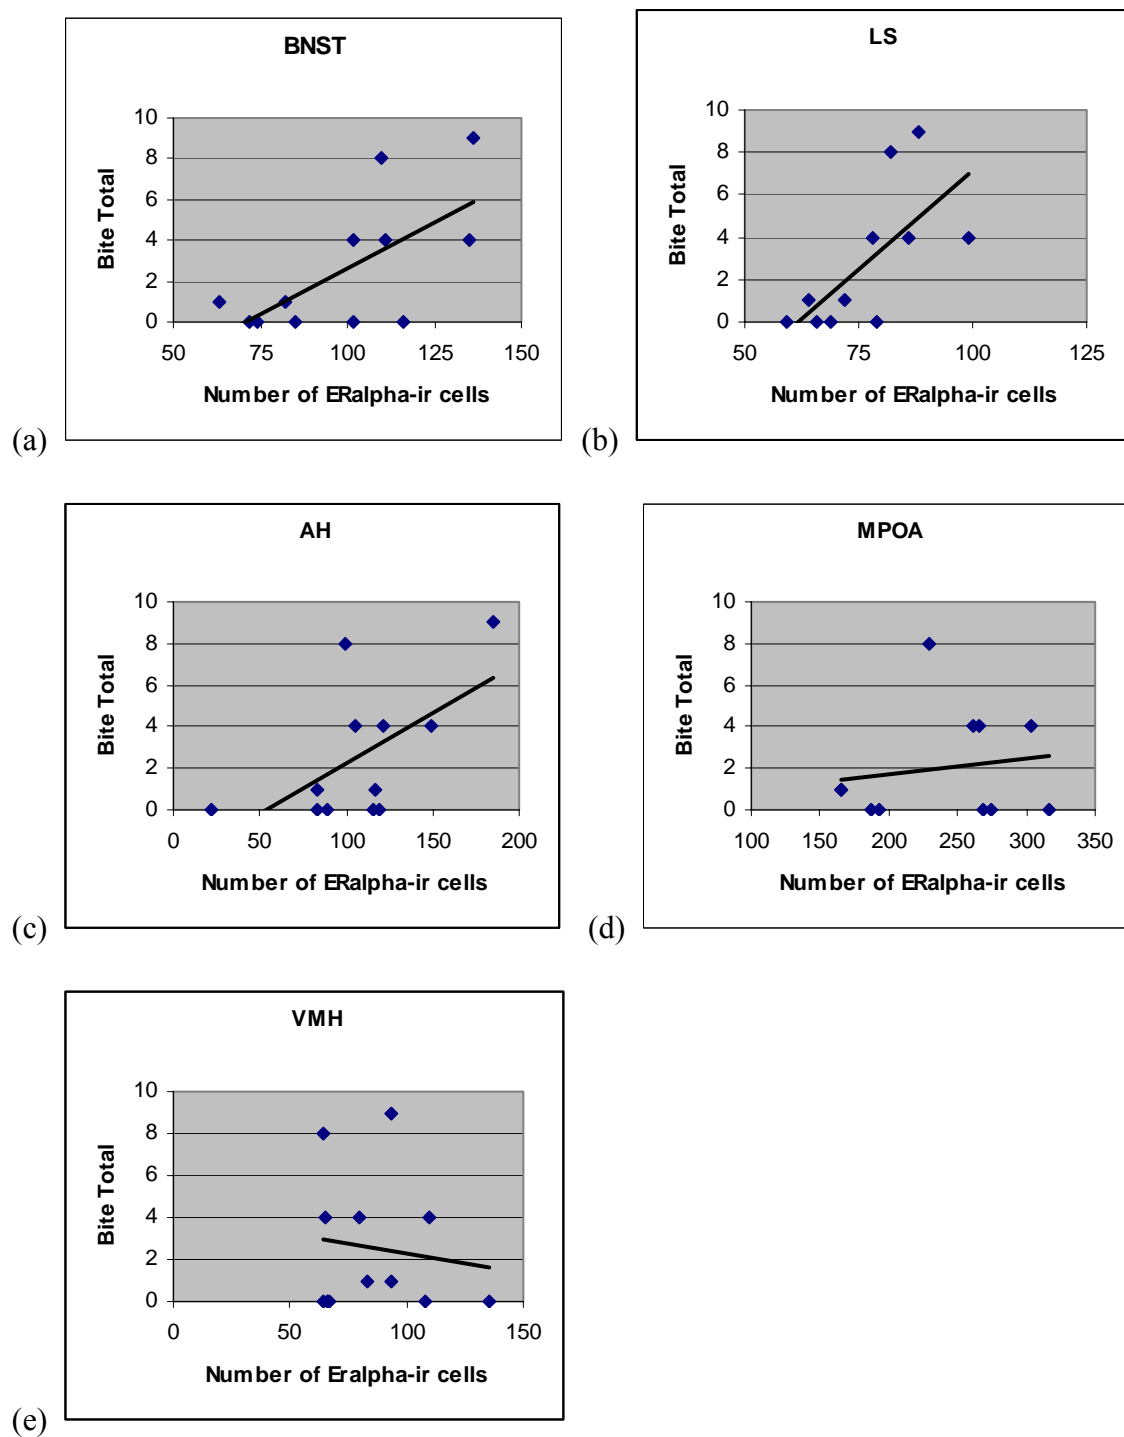 BNST
10
8
6
4
2
0
50 75 100 125 150
Bite Total
Number of ERalpha-ir cells
(a)
LS
10
8
6
4
2
0
50 75 100 125
Bite Total
Number of ERalpha-ir cells
(b)
AH
10
8
6
4
2
0
0 50 100 150 200
Bite Total
Number of ERalpha-ir cells
(c)
MPOA
10
8
6
4
2
0
100 150 200 250 300 350
Bite Total
Number of ERalpha-ir cells
(d)
VMH
10
8
6
4
2
0
0 50 100 150
Bite Total
Number of Eralpha-ir cells
(e)